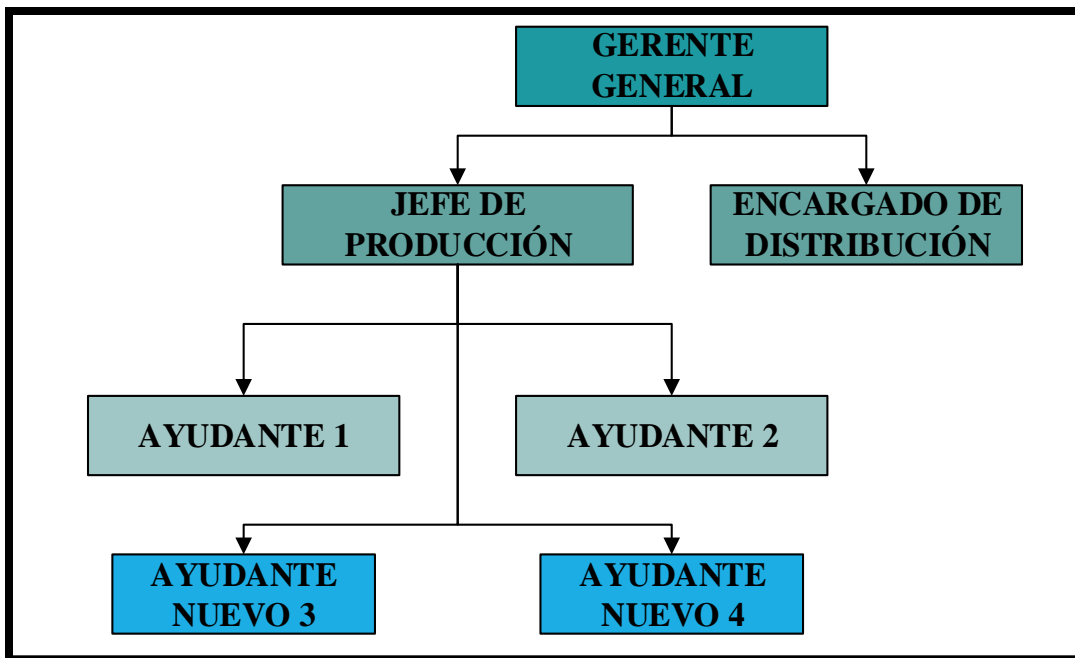 GERENTE
GENERAL
JEFE DE
PRODUCCIÓN
ENCARGADO DE
DISTRIBUCIÓN
AYUDANTE 1
AYUDANTE 2
AYUDANTE
NUEVO 3
AYUDANTE
NUEVO 4